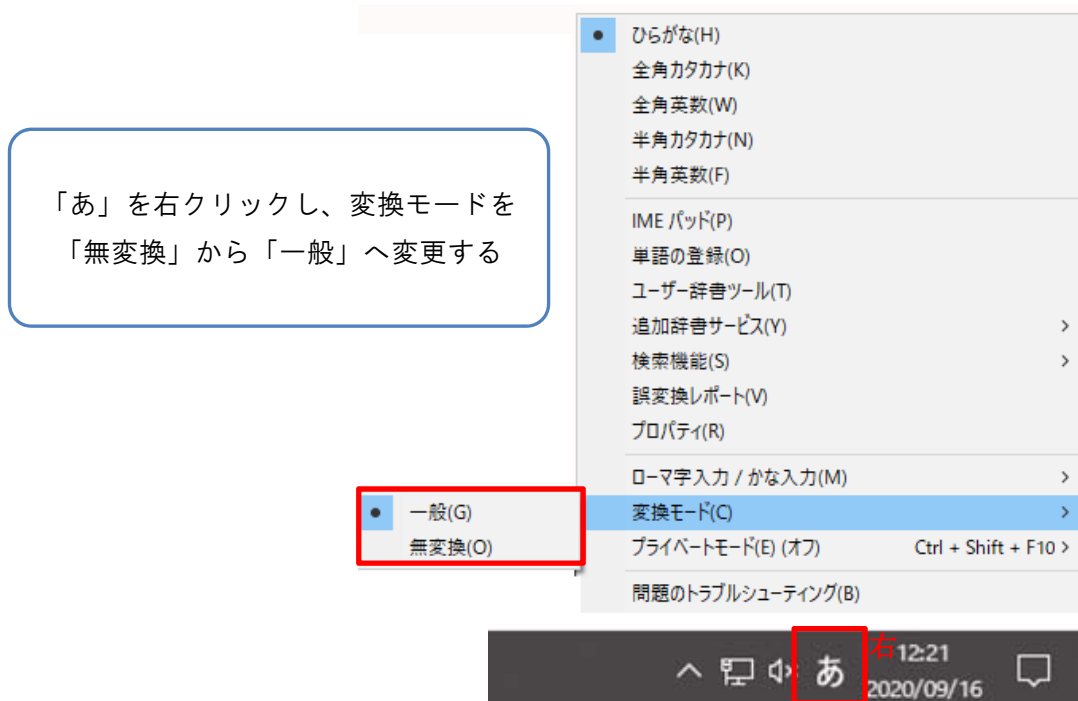 ひらがな(H)
全角カタカナ(K)
全角英数(W)
半角カタカナ(N)
半角英数(F)
「あ」を右クリックし、変換モードを
「無変換」から「一般」へ変更する
IME パッド(P)
単語の登録(O)
ユーザー辞書ツール(T)
追加辞書サービス(Y)
検索機能(S)
誤変換レポート(V)
プロパティ(R)
ローマ字入力 / かな入力(M)
一般(G)
無変換(O)
変換モード(C)
プライベートモード(E) (オフ) Ctrl + Shift + F10
問題のトラブルシューティング(B)
あ
右
12:21
2020/09/16